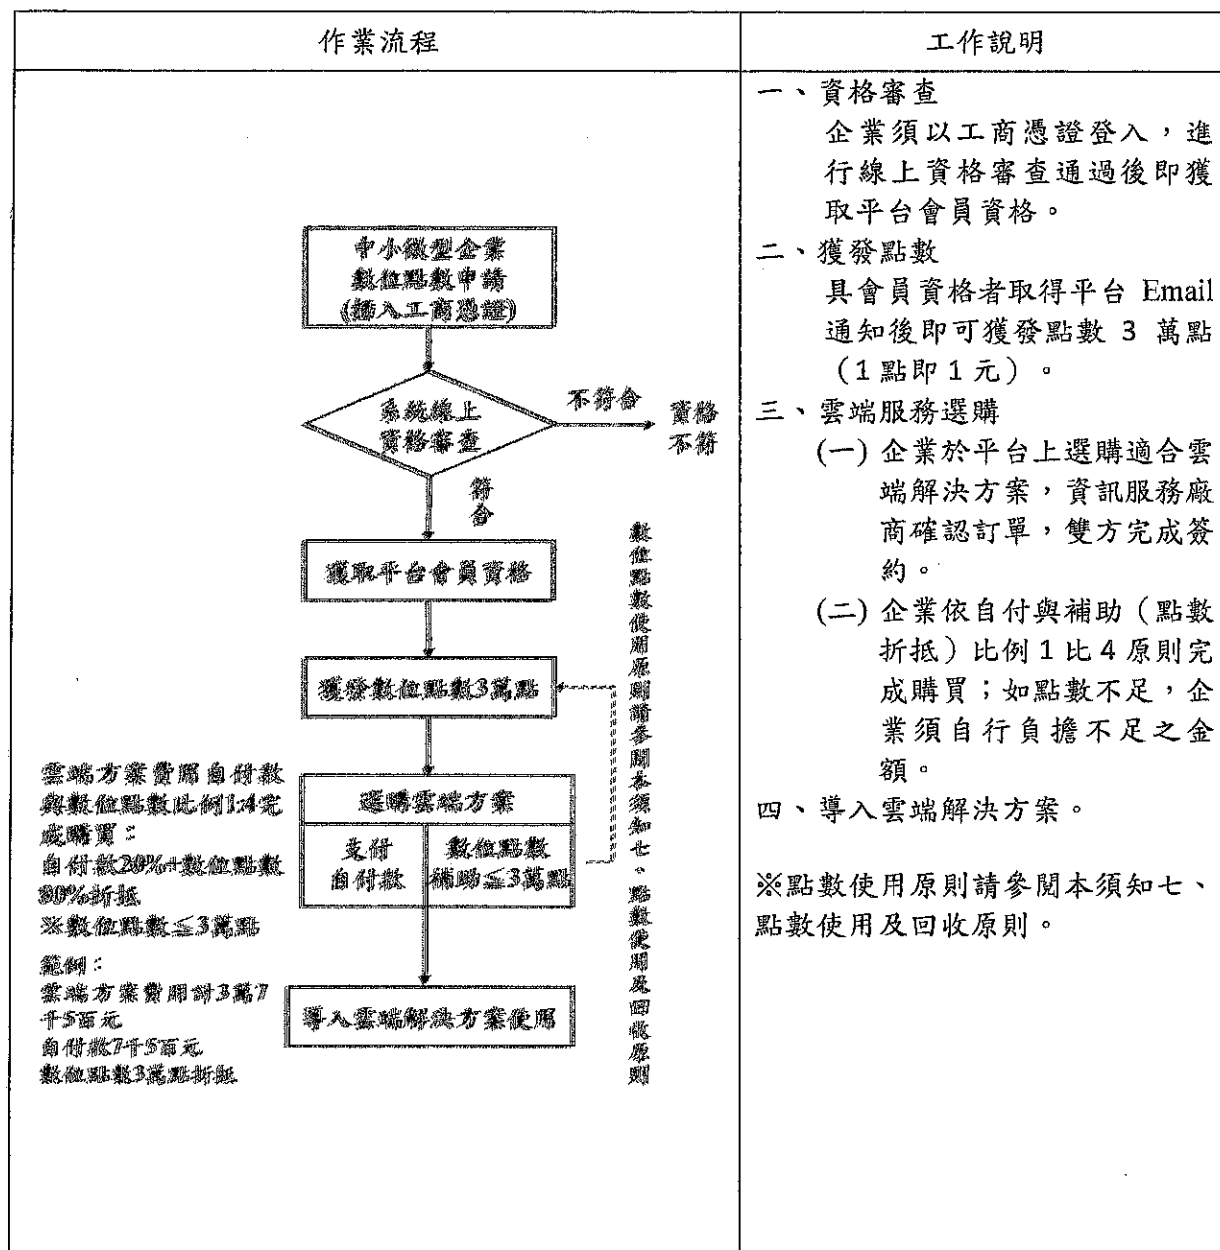 作業流程
工作說明
中小微型企業
數位點數申請
(插入工商憑證)
系統線上
資格審查
不符合
資格
不符
符
合
獲取平台會員資格
獲發數位點數3萬點
選購雲端方案
支付
自付款
數位點數
補助≦3萬點
導入雲端解決方案使用
雲端方案費用自付款
與數位點數比例1:4完
成購買：
自付款20%+數位點數
80%折抵
※數位點數≦3萬點
範例：
雲端方案費用計3萬7
千5百元
自付款7千5百元
數位點數3萬點折抵
數位點數使用原則請參閱本須知七、點數使用及回收原則
一、資格審查
企業須以工商憑證登入，進
行線上資格審查通過後即獲
取平台會員資格。
二、獲發點數
具會員資格者取得平台 Email
通知後即可獲發點數 3 萬點
（1點即1元）。
三、雲端服務選購
(一) 企業於平台上選購適合雲
端解決方案，資訊服務廠
商確認訂單，雙方完成簽
約。
(二) 企業依自付與補助（點數
折抵）比例1比4原則完
成購買；如點數不足，企
業須自行負擔不足之金
額。
四、導入雲端解決方案。
※點數使用原則請參閱本須知七、
點數使用及回收原則。